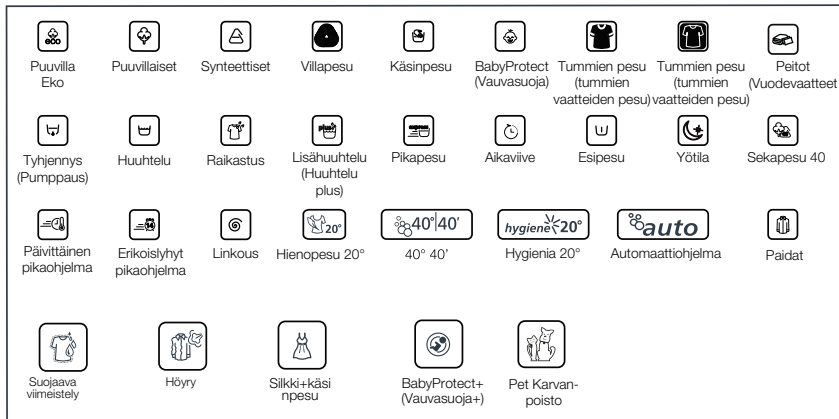 eco
Puuvilla
Eko
Puuvillaiset
Synteettiset
Villapesu
Käsinpesu
BabyProtect
(Vauvasuoja)
Tummien pesu
(tummien
vaatteiden pesu)
Tummien pesu
(tummien
vaatteiden pesu)
Peitot
(Vuodevaatteet
Tyhjennys
(Pumppaus)
Huuhtelu
Raikastus
Lisähuuhtelu
(Huuhtelu
plus)
Pikapesu
Aikaviive
Esipesu
Yötila
Sekapesu 40
14
20°
40°|40’
hygiene 20°
auto
Päivittäinen
pikaohjelma
Erikoislyhyt
pikaohjelma
Linkous
Hienopesu 20°
40° 40’
Hygienia 20°
Automaattiohjelma
Paidat
Suojaava
viimeistely
Höyry
Silkki+käsi
npesu
BabyProtect+
(Vauvasuoja+)
Pet Karvan-
poisto